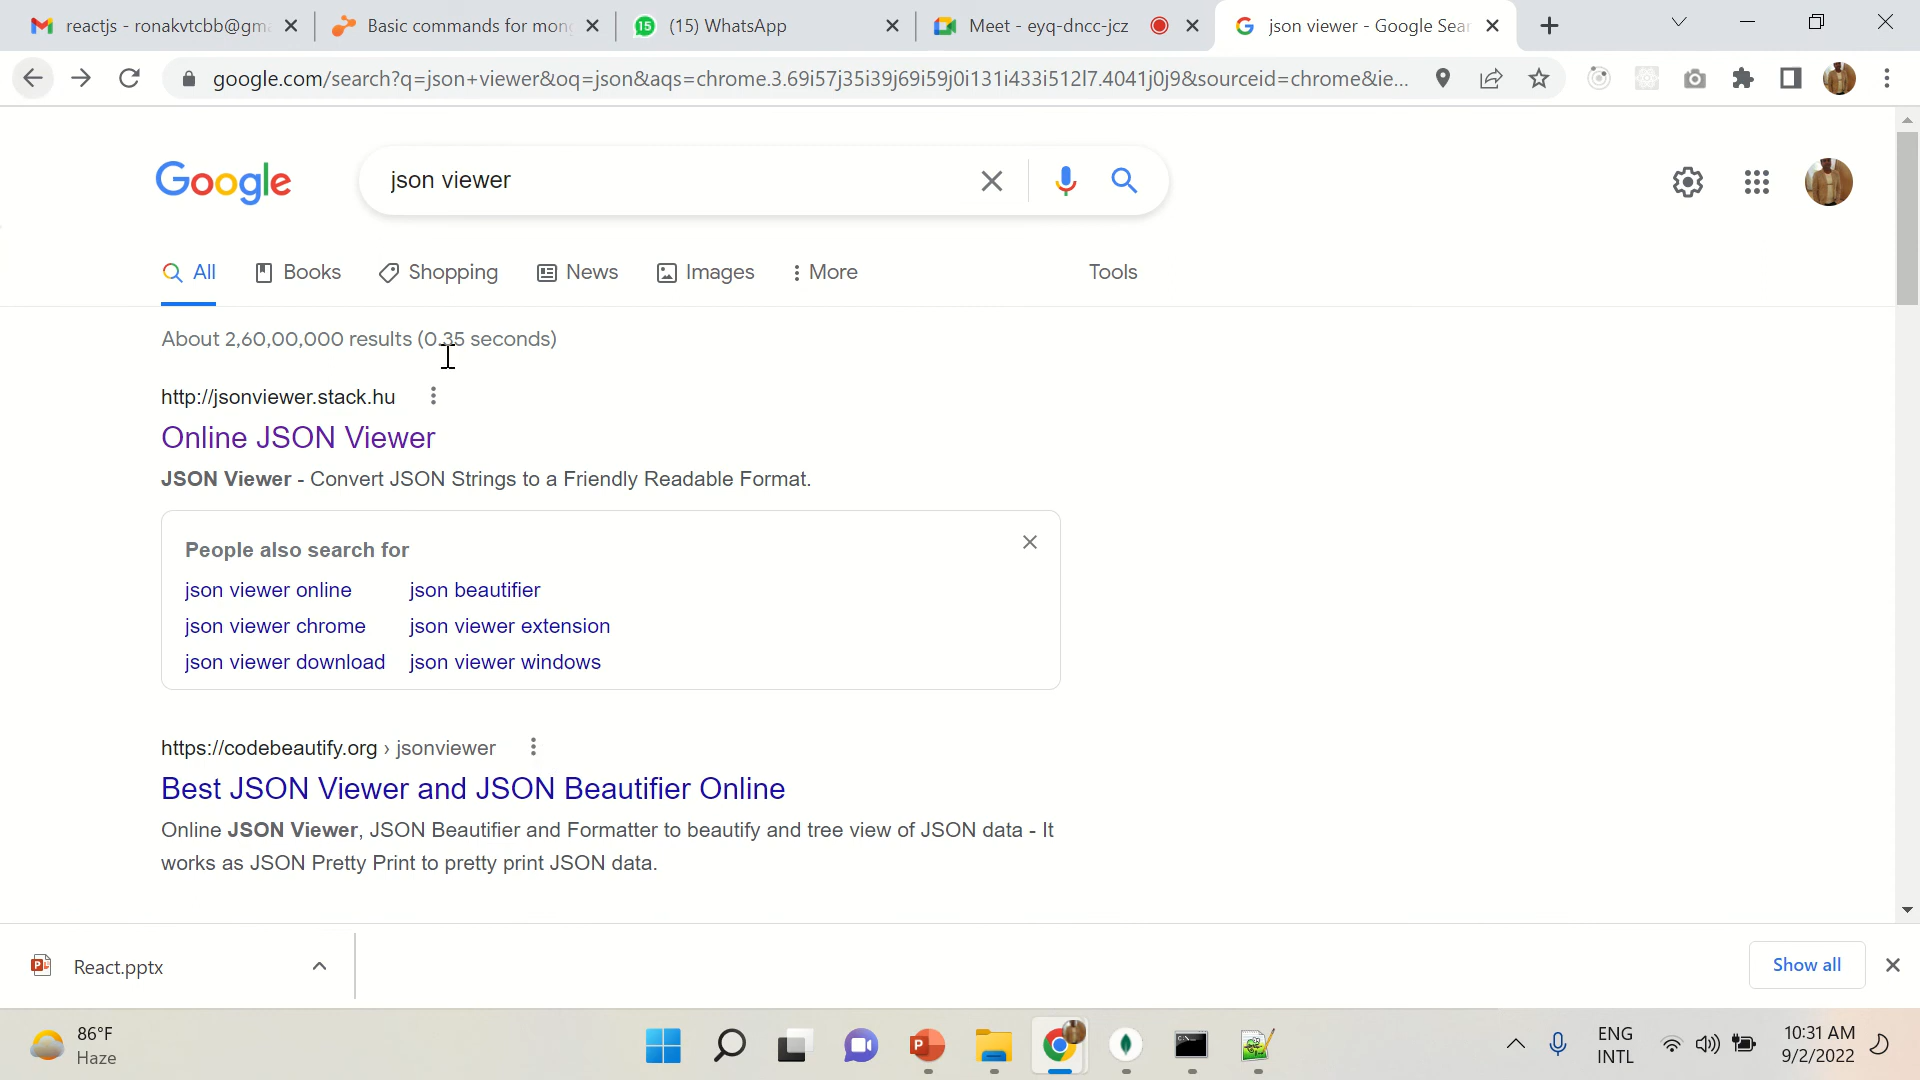 reactjs - ronakvtcbb@gma
Basic commands for mong
15 (15) WhatsApp
Meet - eyq-dncc-jcz
json viewer - Google Sear
google.com/search?q=json+viewer&oq=json&aqs=chrome.3.69i57j35i39j69i59j0i131i433i512l7.4041j0j9&sourceid=chrome&ie...
Google
json viewer
All
Books
Shopping
News
Images
More
Tools
About 2,60,00,000 results (0.35 seconds)
http://jsonviewer.stack.hu
Online JSON Viewer
JSON Viewer - Convert JSON Strings to a Friendly Readable Format.
People also search for
json viewer online
json beautifier
json viewer chrome
json viewer extension
json viewer download
json viewer windows
https://codebeautify.org › jsonviewer
Best JSON Viewer and JSON Beautifier Online
Online JSON Viewer, JSON Beautifier and Formatter to beautify and tree view of JSON data - It
works as JSON Pretty Print to pretty print JSON data.
React.pptx
Show all
86°F
Haze
ENG
INTL
10:31 AM
9/2/2022